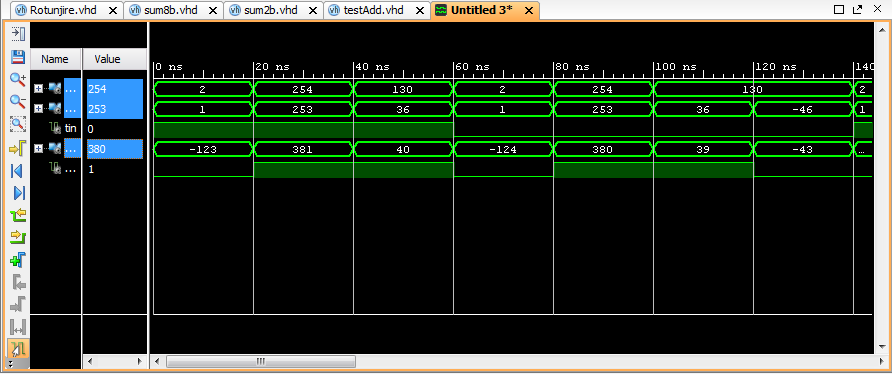 Rotunjire.vhd sum8b.vhd sum2b.vhd testAdd.vhd Untitled 3*
Name Value
0 ns 20 ns 40 ns 60 ns 80 ns 100 ns 120 ns 140
... 254 2 254 130 2 254 130 2
... 253 1 253 36 1 253 36 -46 1
tin 0
... 380 -123 381 40 -124 380 39 -43 ...
... 1